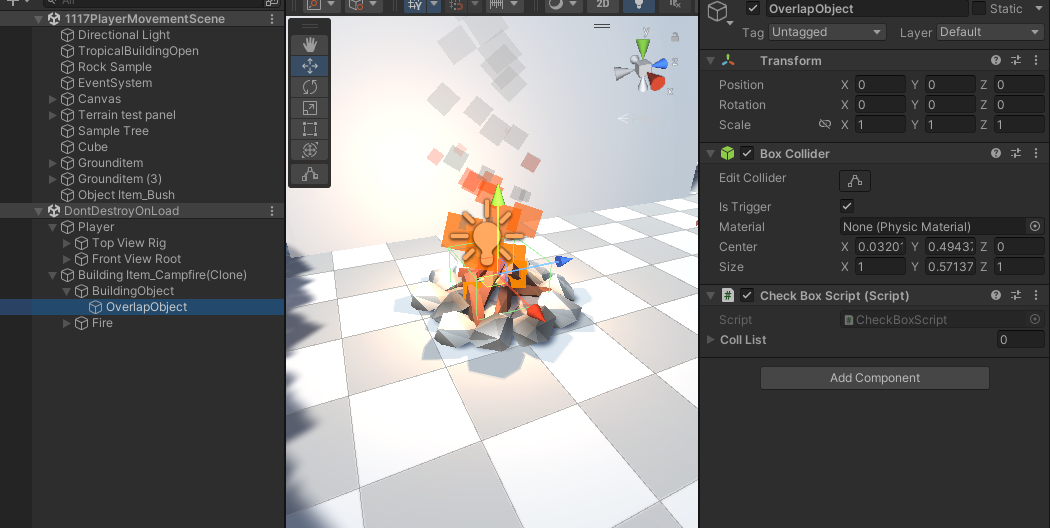 All
1117PlayerMovementScene
Directional Light
TropicalBuildingOpen
Rock Sample
EventSystem
Canvas
Terrain test panel
Sample Tree
Cube
Grounditem
Grounditem (3)
Object Item_Bush
DontDestroyOnLoad
Player
Top View Rig
Front View Root
Building Item_Campfire(Clone)
BuildingObject
OverlapObject
Fire
2D
y
z
x
OverlapObject
Static
Tag Untagged Layer Default
Transform
Position X 0 Y 0 Z 0
Rotation X 0 Y 0 Z 0
Scale X 1 Y 1 Z 1
Box Collider
Edit Collider
Is Trigger
Material None (Physic Material)
Center X 0.0320 Y 0.4943 Z 0
Size X 1 Y 0.57137 Z 1
# Check Box Script (Script)
Script # CheckBoxScript
Coll List 0
Add Component